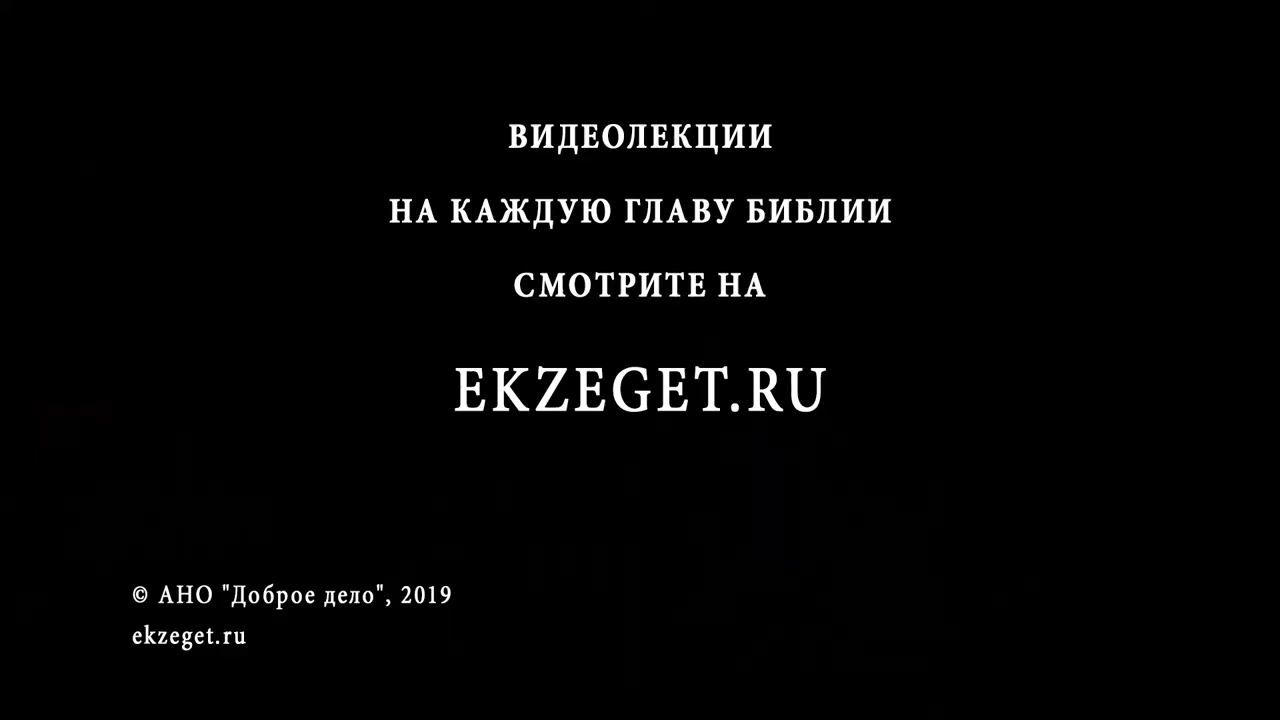 ВИДЕОЛЕКЦИИ
НА КАЖДУЮ ГЛАВУ БИБЛИИ
СМОТРИТЕ НА
EKZEGET.RU
© АНО "Доброе дело", 2019
ekzeget.ru